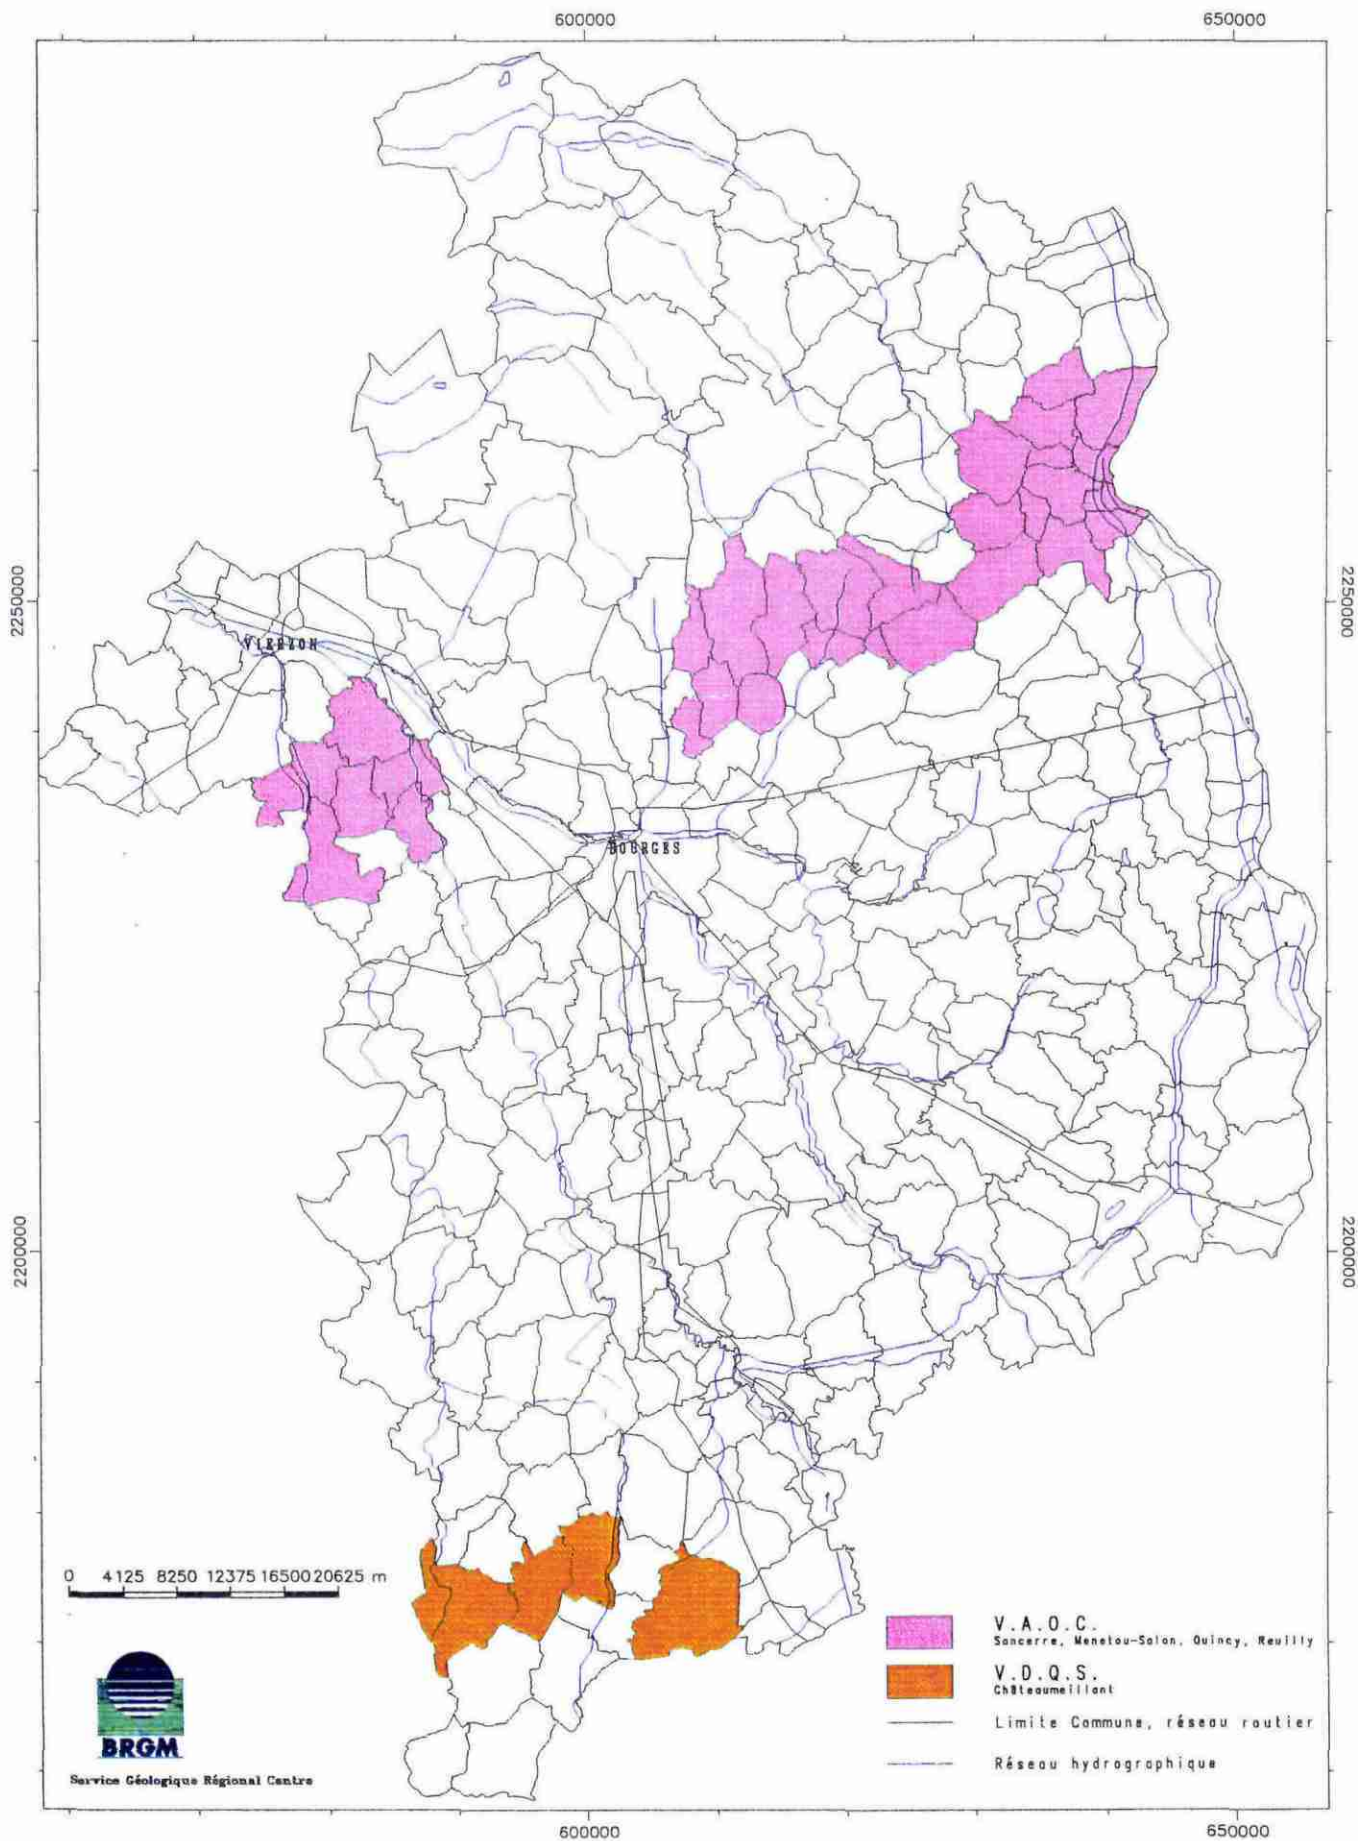 600000 650000
2250000 2250000
VIERZON
BOURGES
2200000 2200000
0 4125 8250 12375 16500 20625 m
V.A.O.C.
Sancerre, Menetou-Salon, Quincy, Reuilly
V.D.Q.S.
Châteaumeillant
Limite Commune, réseau routier
Réseau hydrographique
BRGM
Service Géologique Régional Centre
600000 650000